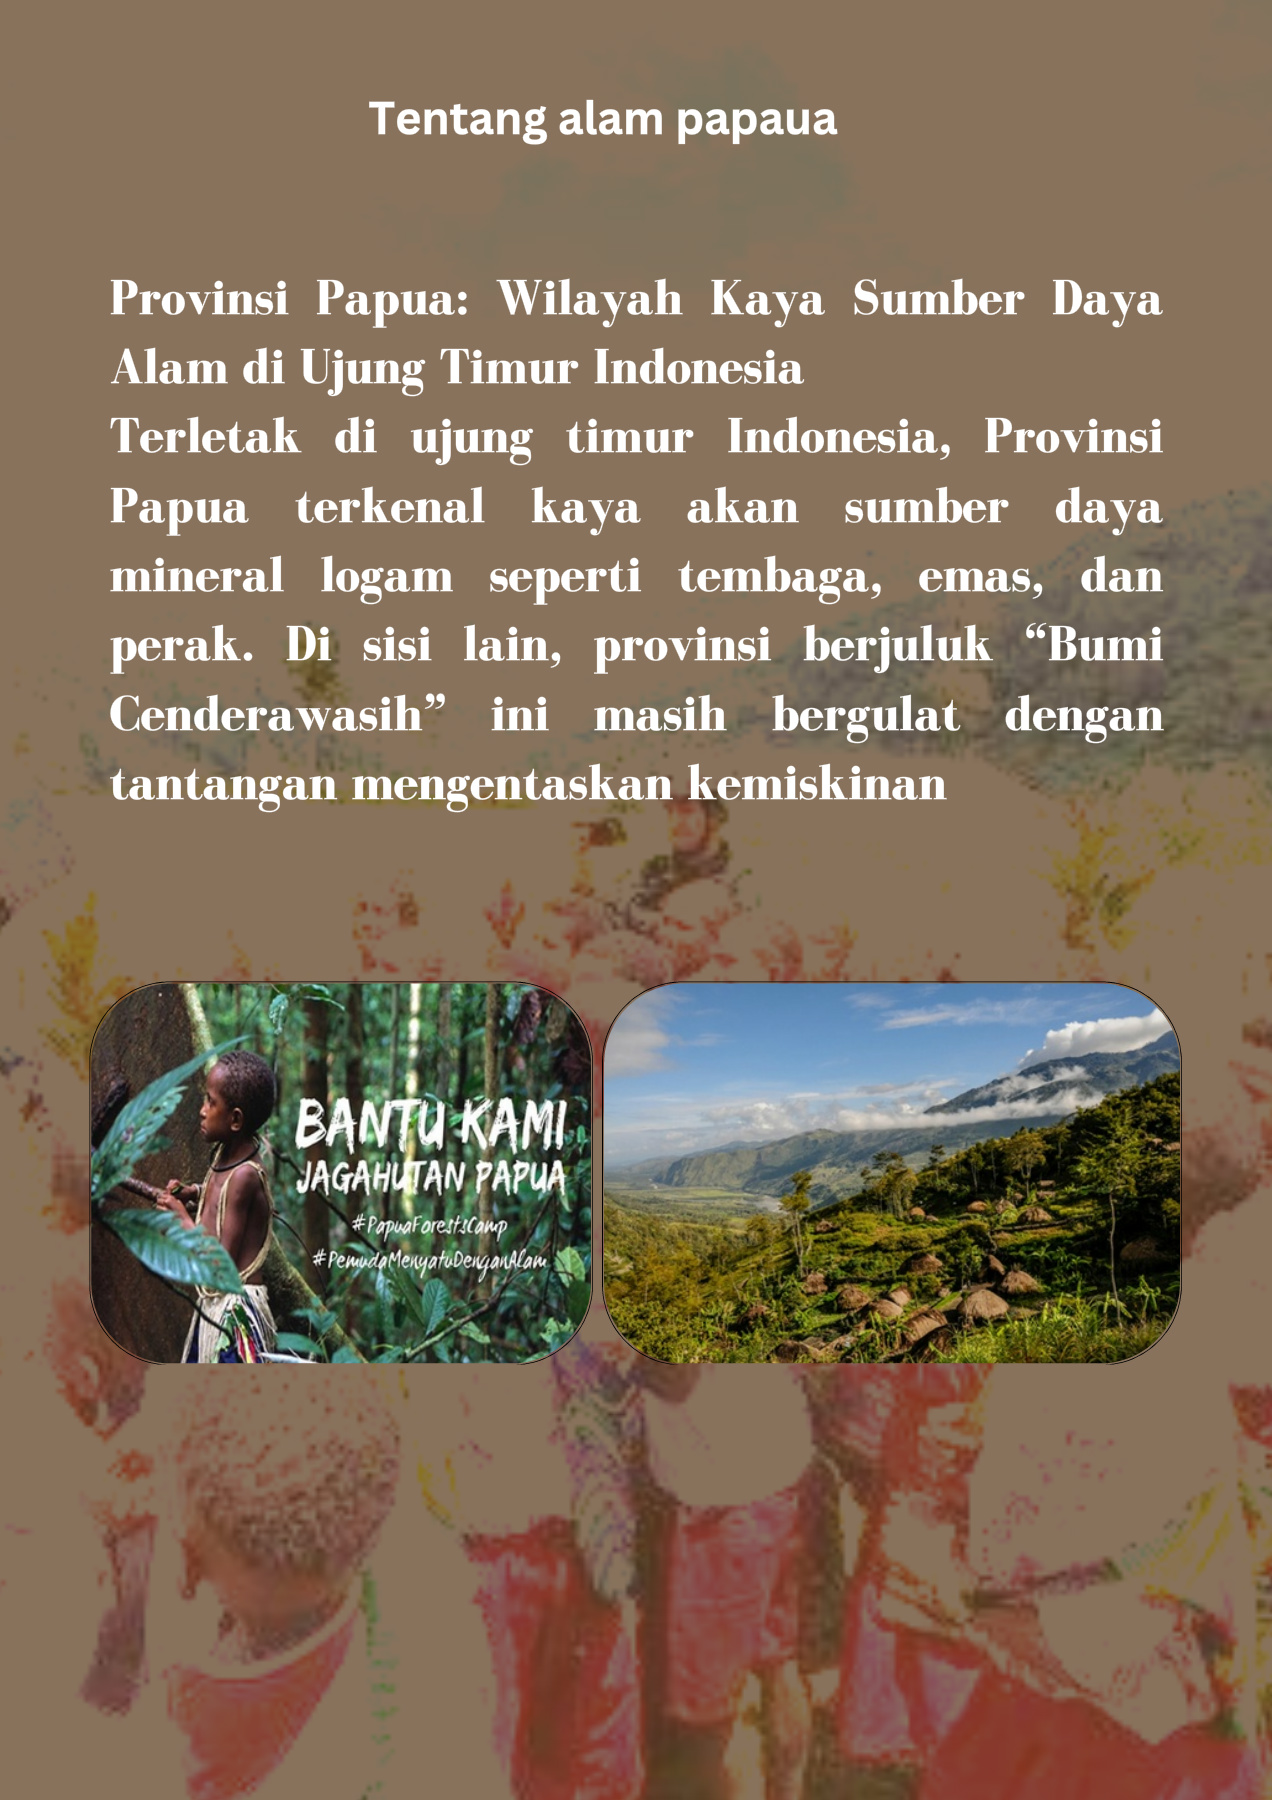 Tentang alam papaua
Provinsi Papua: Wilayah Kaya Sumber Daya
Alam di Ujung Timur Indonesia
Terletak di ujung timur Indonesia, Provinsi
Papua terkenal kaya akan sumber daya
mineral logam seperti tembaga, emas, dan
perak. Di sisi lain, provinsi berjuluk “Bumi
Cenderawasih” ini masih bergulat dengan
tantangan mengentaskan kemiskinan
BANTU KAMI
JAGAHUTAN PAPUA
#PapuaForestsCamp
#PemudaMenyatuDenganAlam